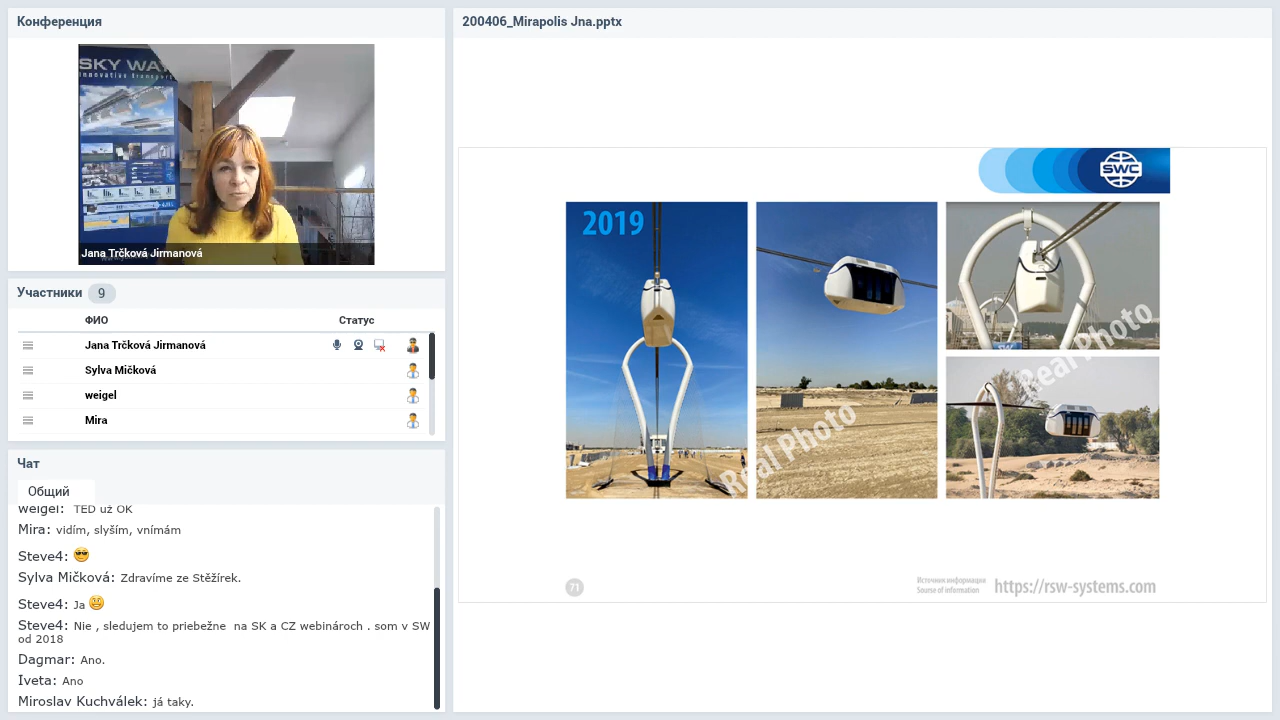 Конференция
SKY WAY
Innovative Transport
Jana Trčková Jirmanová
Участники 9
ФИО Статус
Jana Trčková Jirmanová
Sylva Mičková
weigel
Mira
Чат
Общий
weigel: TED už OK
Mira: vidím, slyším, vnímám
Steve4:
Sylva Mičková: Zdravíme ze Stěžírek.
Steve4: Ja
Steve4: Nie , sledujem to priebežne na SK a CZ webinároch . som v SW
od 2018
Dagmar: Ano.
Iveta: Ano
Miroslav Kuchválek: já taky.
200406_Mirapolis Jna.pptx
SWC
2019
Real Photo
Real Photo
71
Источник информации
Sourse of information
https://rsw-systems.com